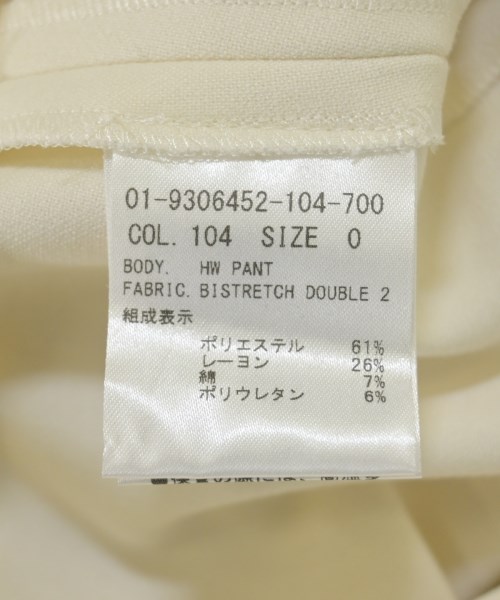 01-9306452-104-700
COL. 104 SIZE 0
BODY. HW PANT
FABRIC. BISTRETCH DOUBLE 2
組成表示
ポリエステル 61%
レーヨン 26%
綿 7%
ポリウレタン 6%